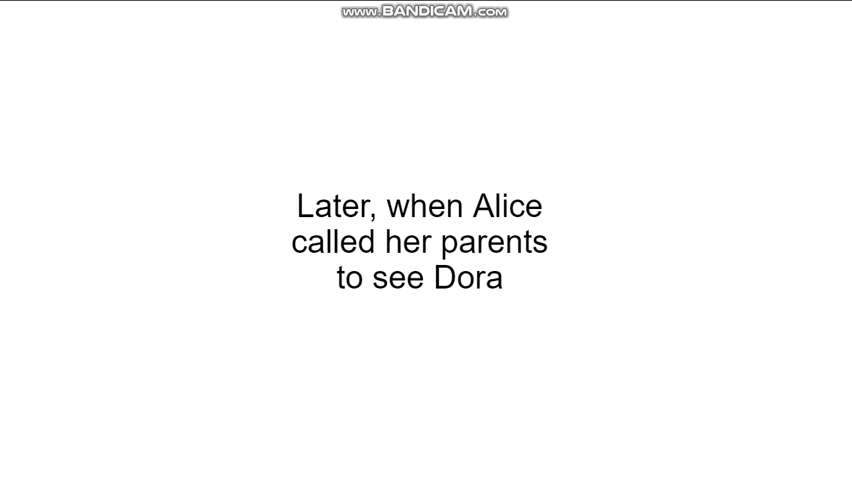 www.BANDICAM.com
Later, when Alice
called her parents
to see Dora